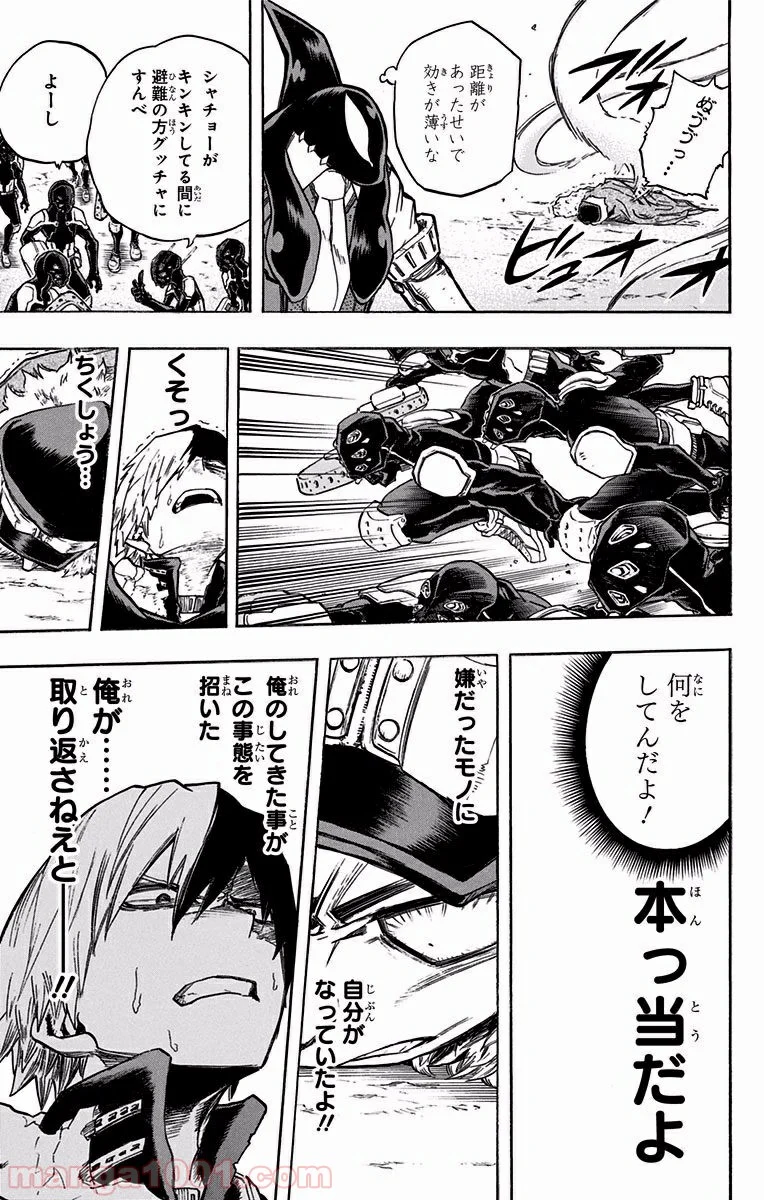 ぬううっ…
ビュオオ
距離が
あったせいで
効きが薄いな
シャチョーが
キンキンしてる間に
避難の方グッチャに
すんべ
よーし
くそっ
ちくしょう…
何を
してんだよ！
本っ当だよ
嫌だったモノに
自分が
なっていたよ!!
俺のしてきた事が
この事態を
招いた
俺が……
取り返さねえと――!!
manga1001.com